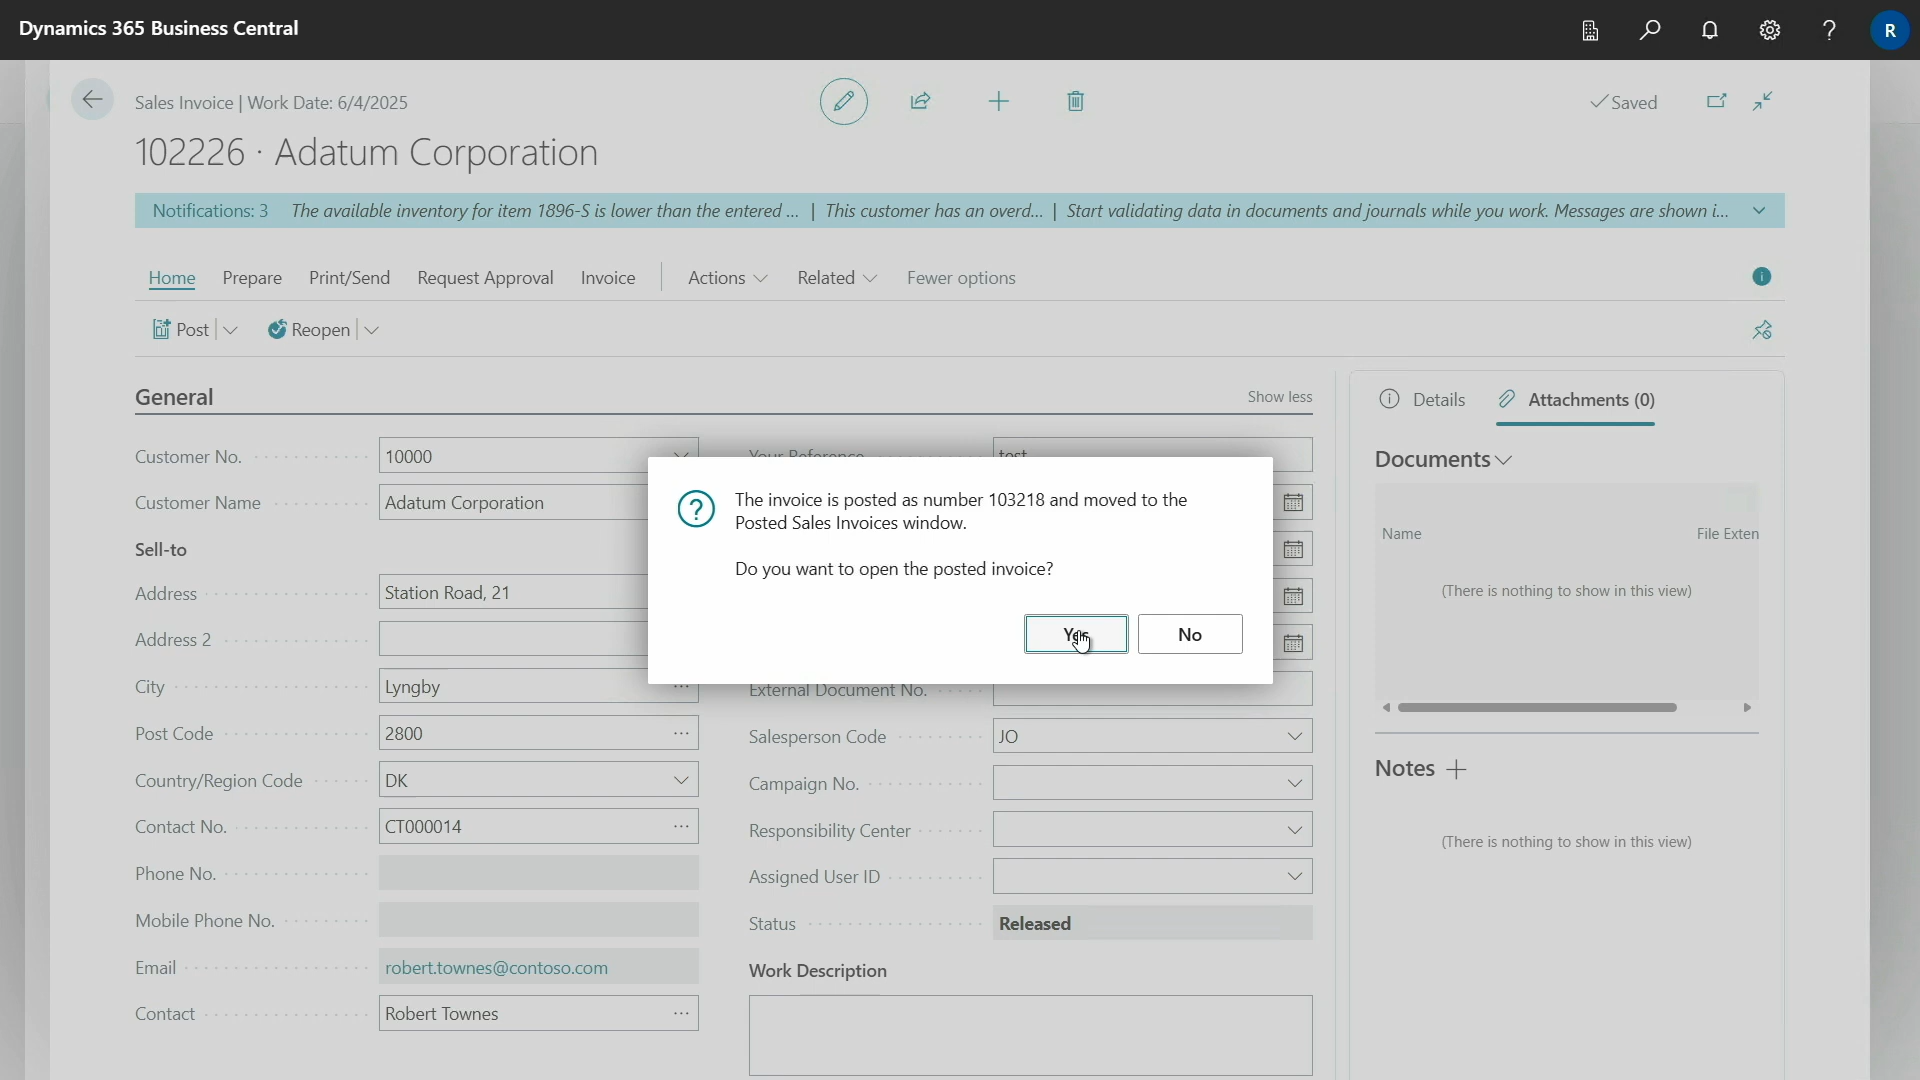 Dynamics 365 Business Central
R
Sales Invoice | Work Date: 6/4/2025
Saved
102226 · Adatum Corporation
Notifications: 3 The available inventory for item 1896-S is lower than the entered ... | This customer has an overd... | Start validating data in documents and journals while you work. Messages are shown i...
Home Prepare Print/Send Request Approval Invoice Actions Related Fewer options
Post Reopen
General Show less
Customer No. 10000
Customer Name Adatum Corporation
Sell-to
Address Station Road, 21
Address 2
City Lyngby
Post Code 2800
Country/Region Code DK
Contact No. CT000014
Phone No.
Mobile Phone No.
Email robert.townes@contoso.com
Contact Robert Townes
Your Reference test
The invoice is posted as number 103218 and moved to the
Posted Sales Invoices window.
Do you want to open the posted invoice?
Yes No
External Document No.
Salesperson Code JO
Campaign No.
Responsibility Center
Assigned User ID
Status Released
Work Description
Details Attachments (0)
Documents
Name File Exten
(There is nothing to show in this view)
Notes
(There is nothing to show in this view)